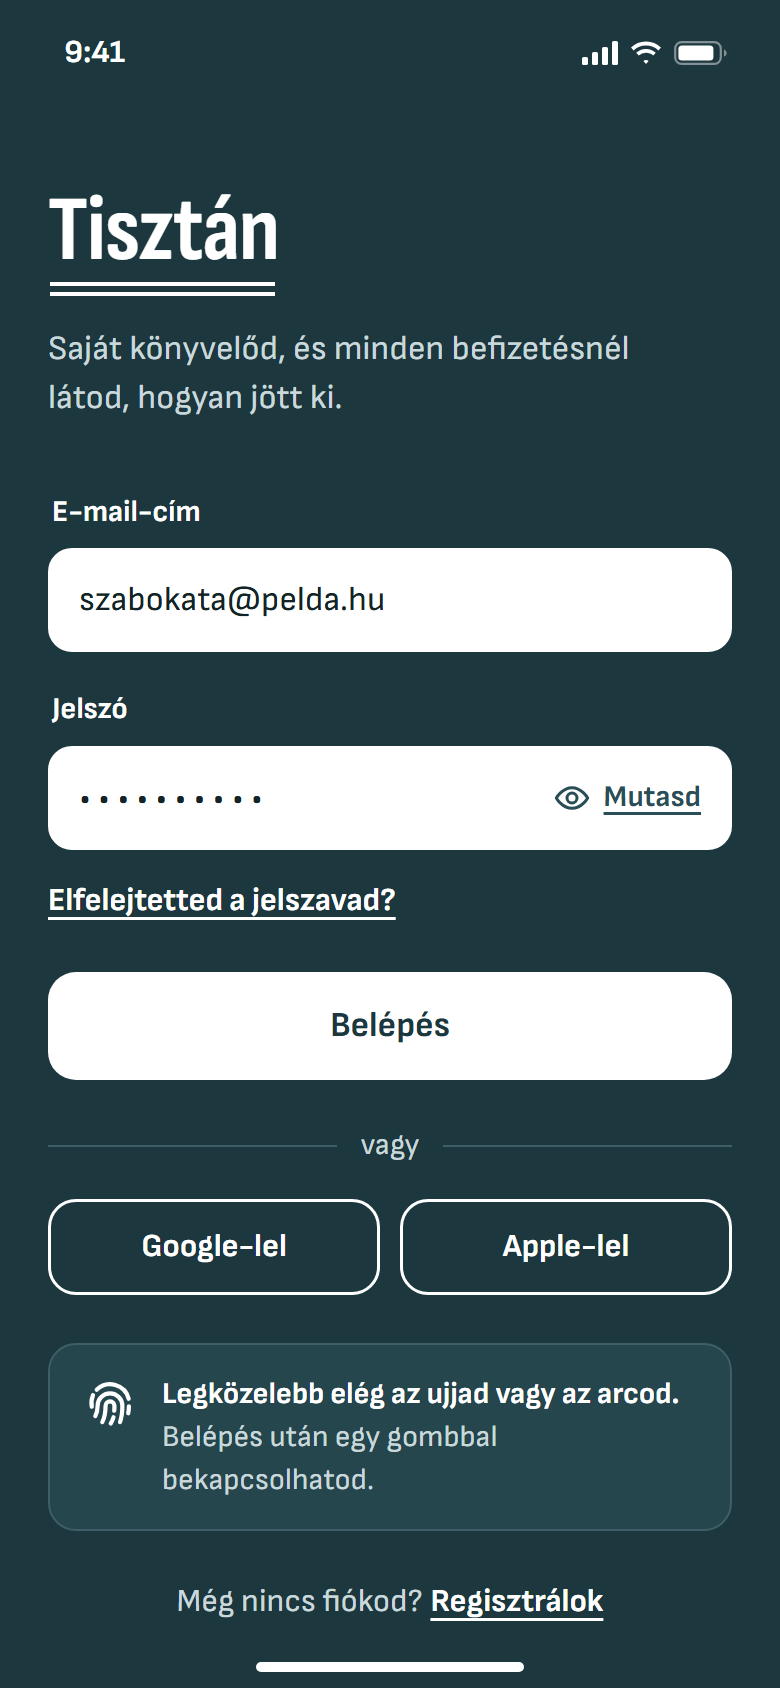 9:41
Tisztán
Saját könyvelőd, és minden befizetésnél
látod, hogyan jött ki.
E-mail-cím
szabokata@pelda.hu
Jelszó
••••••••••
Mutasd
Elfelejtetted a jelszavad?
Belépés
vagy
Google-lel
Apple-lel
Legközelebb elég az ujjad vagy az arcod.
Belépés után egy gombbal
bekapcsolhatod.
Még nincs fiókod? Regisztrálok